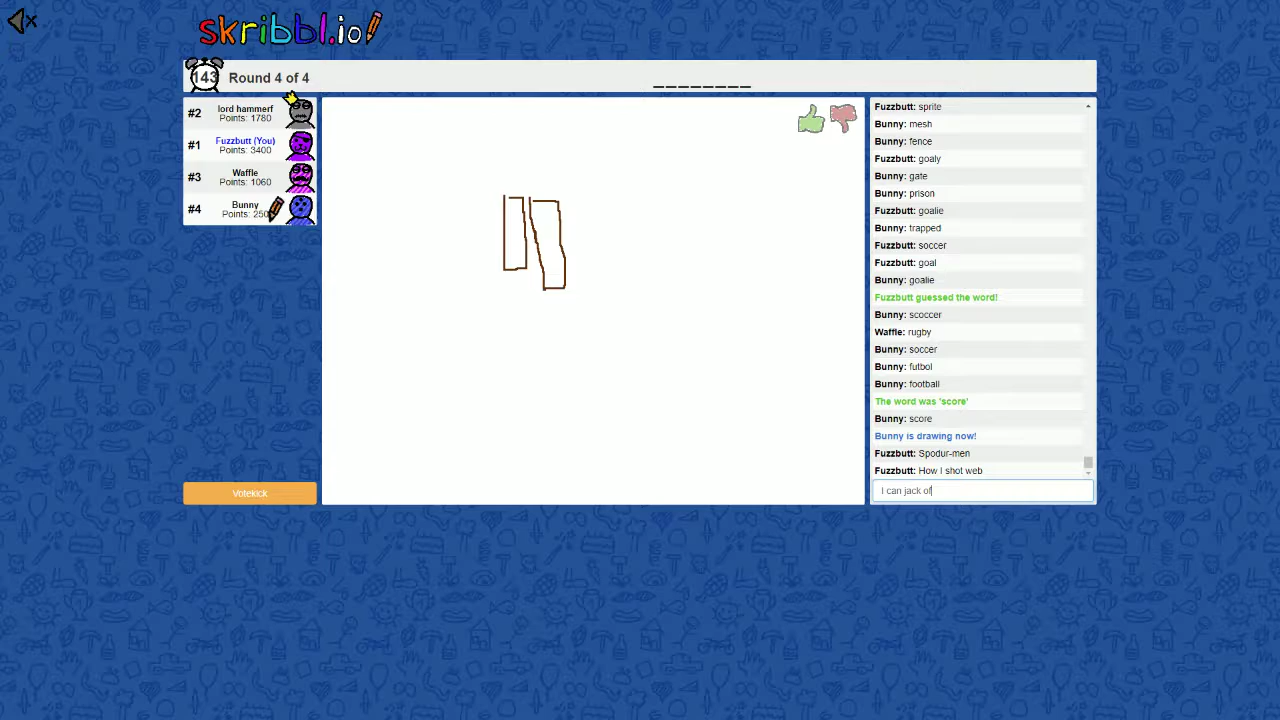 skribbl.io
143 Round 4 of 4
#2 lord hammerf
Points: 1780
#1 Fuzzbutt (You)
Points: 3400
#3 Waffle
Points: 1060
#4 Bunny
Points: 250
Votekick
Fuzzbutt: sprite
Bunny: mesh
Bunny: fence
Fuzzbutt: goaly
Bunny: gate
Bunny: prison
Fuzzbutt: goalie
Bunny: trapped
Fuzzbutt: soccer
Fuzzbutt: goal
Bunny: goalie
Fuzzbutt guessed the word!
Bunny: scoccer
Waffle: rugby
Bunny: soccer
Bunny: futbol
Bunny: football
The word was 'score'
Bunny: score
Bunny is drawing now!
Fuzzbutt: Spodur-men
Fuzzbutt: How I shot web
I can jack of